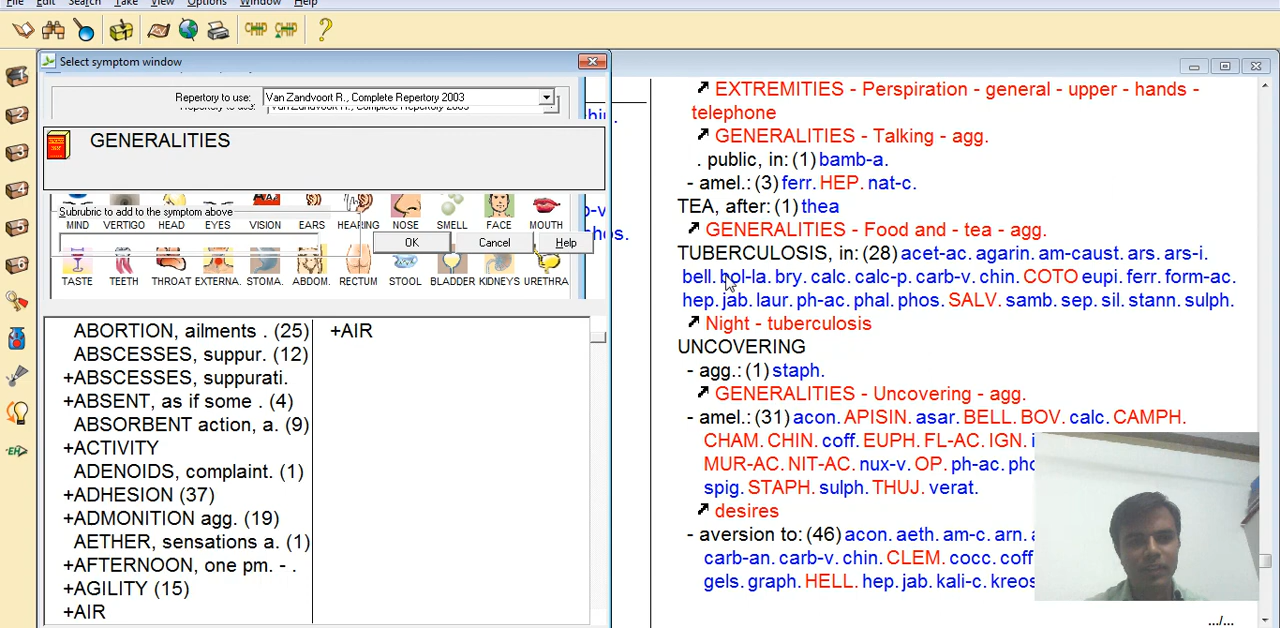 File Edit Search Take View Options Window Help
CHIP CHIP
Select symptom window
Repertory to use: Van Zandvoort R., Complete Repertory 2003
GENERALITIES
Subrubric to add to the symptom above
MIND VERTIGO HEAD EYES VISION EARS HEARING NOSE SMELL FACE MOUTH
OK Cancel Help
TASTE TEETH THROAT EXTERNA. STOMA. ABDOM. RECTUM STOOL BLADDER KIDNEYS URETHRA
ABORTION, ailments . (25)
ABSCESSES, suppur. (12)
+ABSCESSES, suppurati.
+ABSENT, as if some . (4)
ABSORBENT action, a. (9)
+ACTIVITY
ADENOIDS, complaint. (1)
+ADHESION (37)
+ADMONITION agg. (19)
AETHER, sensations a. (1)
+AFTERNOON, one pm. - .
+AGILITY (15)
+AIR
+AIR
EXTREMITIES - Perspiration - general - upper - hands -
telephone
GENERALITIES - Talking - agg.
. public, in: (1) bamb-a.
- amel.: (3) ferr. HEP. nat-c.
TEA, after: (1) thea
GENERALITIES - Food and - tea - agg.
TUBERCULOSIS, in: (28) acet-ac. agarin. am-caust. ars. ars-i.
bell. bol-la. bry. calc. calc-p. carb-v. chin. COTO eupi. ferr. form-ac.
hep. jab. laur. ph-ac. phal. phos. SALV. samb. sep. sil. stann. sulph.
Night - tuberculosis
UNCOVERING
- agg.: (1) staph.
GENERALITIES - Uncovering - agg.
- amel.: (31) acon. APISIN. asar. BELL. BOV. calc. CAMPH.
CHAM. CHIN. coff. EUPH. FL-AC. IGN.
MUR-AC. NIT-AC. nux-v. OP. ph-ac.
spig. STAPH. sulph. THUJ. verat.
desires
- aversion to: (46) acon. aeth. am-c. arn.
carb-an. carb-v. chin. CLEM. cocc. coff
gels. graph. HELL. hep. jab. kali-c. kreos
.../...